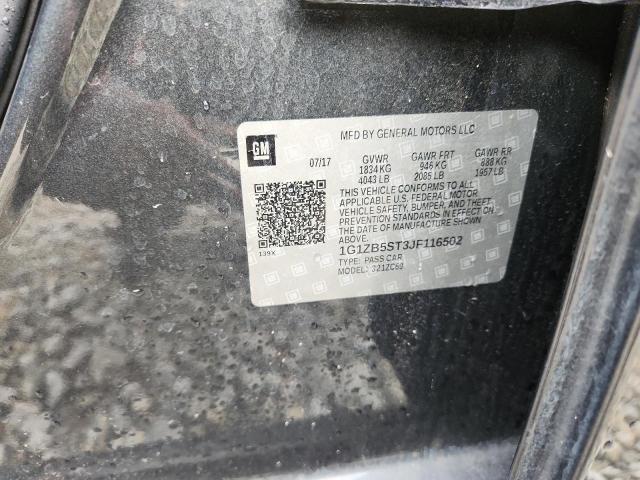 GM
MFD BY GENERAL MOTORS LLC
07/17 GVWR GAWR FRT GAWR RR
1834 KG 946 KG 888 KG
4043 LB 2085 LB 1957 LB
THIS VEHICLE CONFORMS TO ALL
APPLICABLE U.S. FEDERAL MOTOR
VEHICLE SAFETY, BUMPER, AND THEFT
PREVENTION STANDARDS IN EFFECT ON
THE DATE OF MANUFACTURE SHOWN
ABOVE.
139X
1G1ZB5ST3JF116502
TYPE: PASS CAR
MODEL: 321ZC69